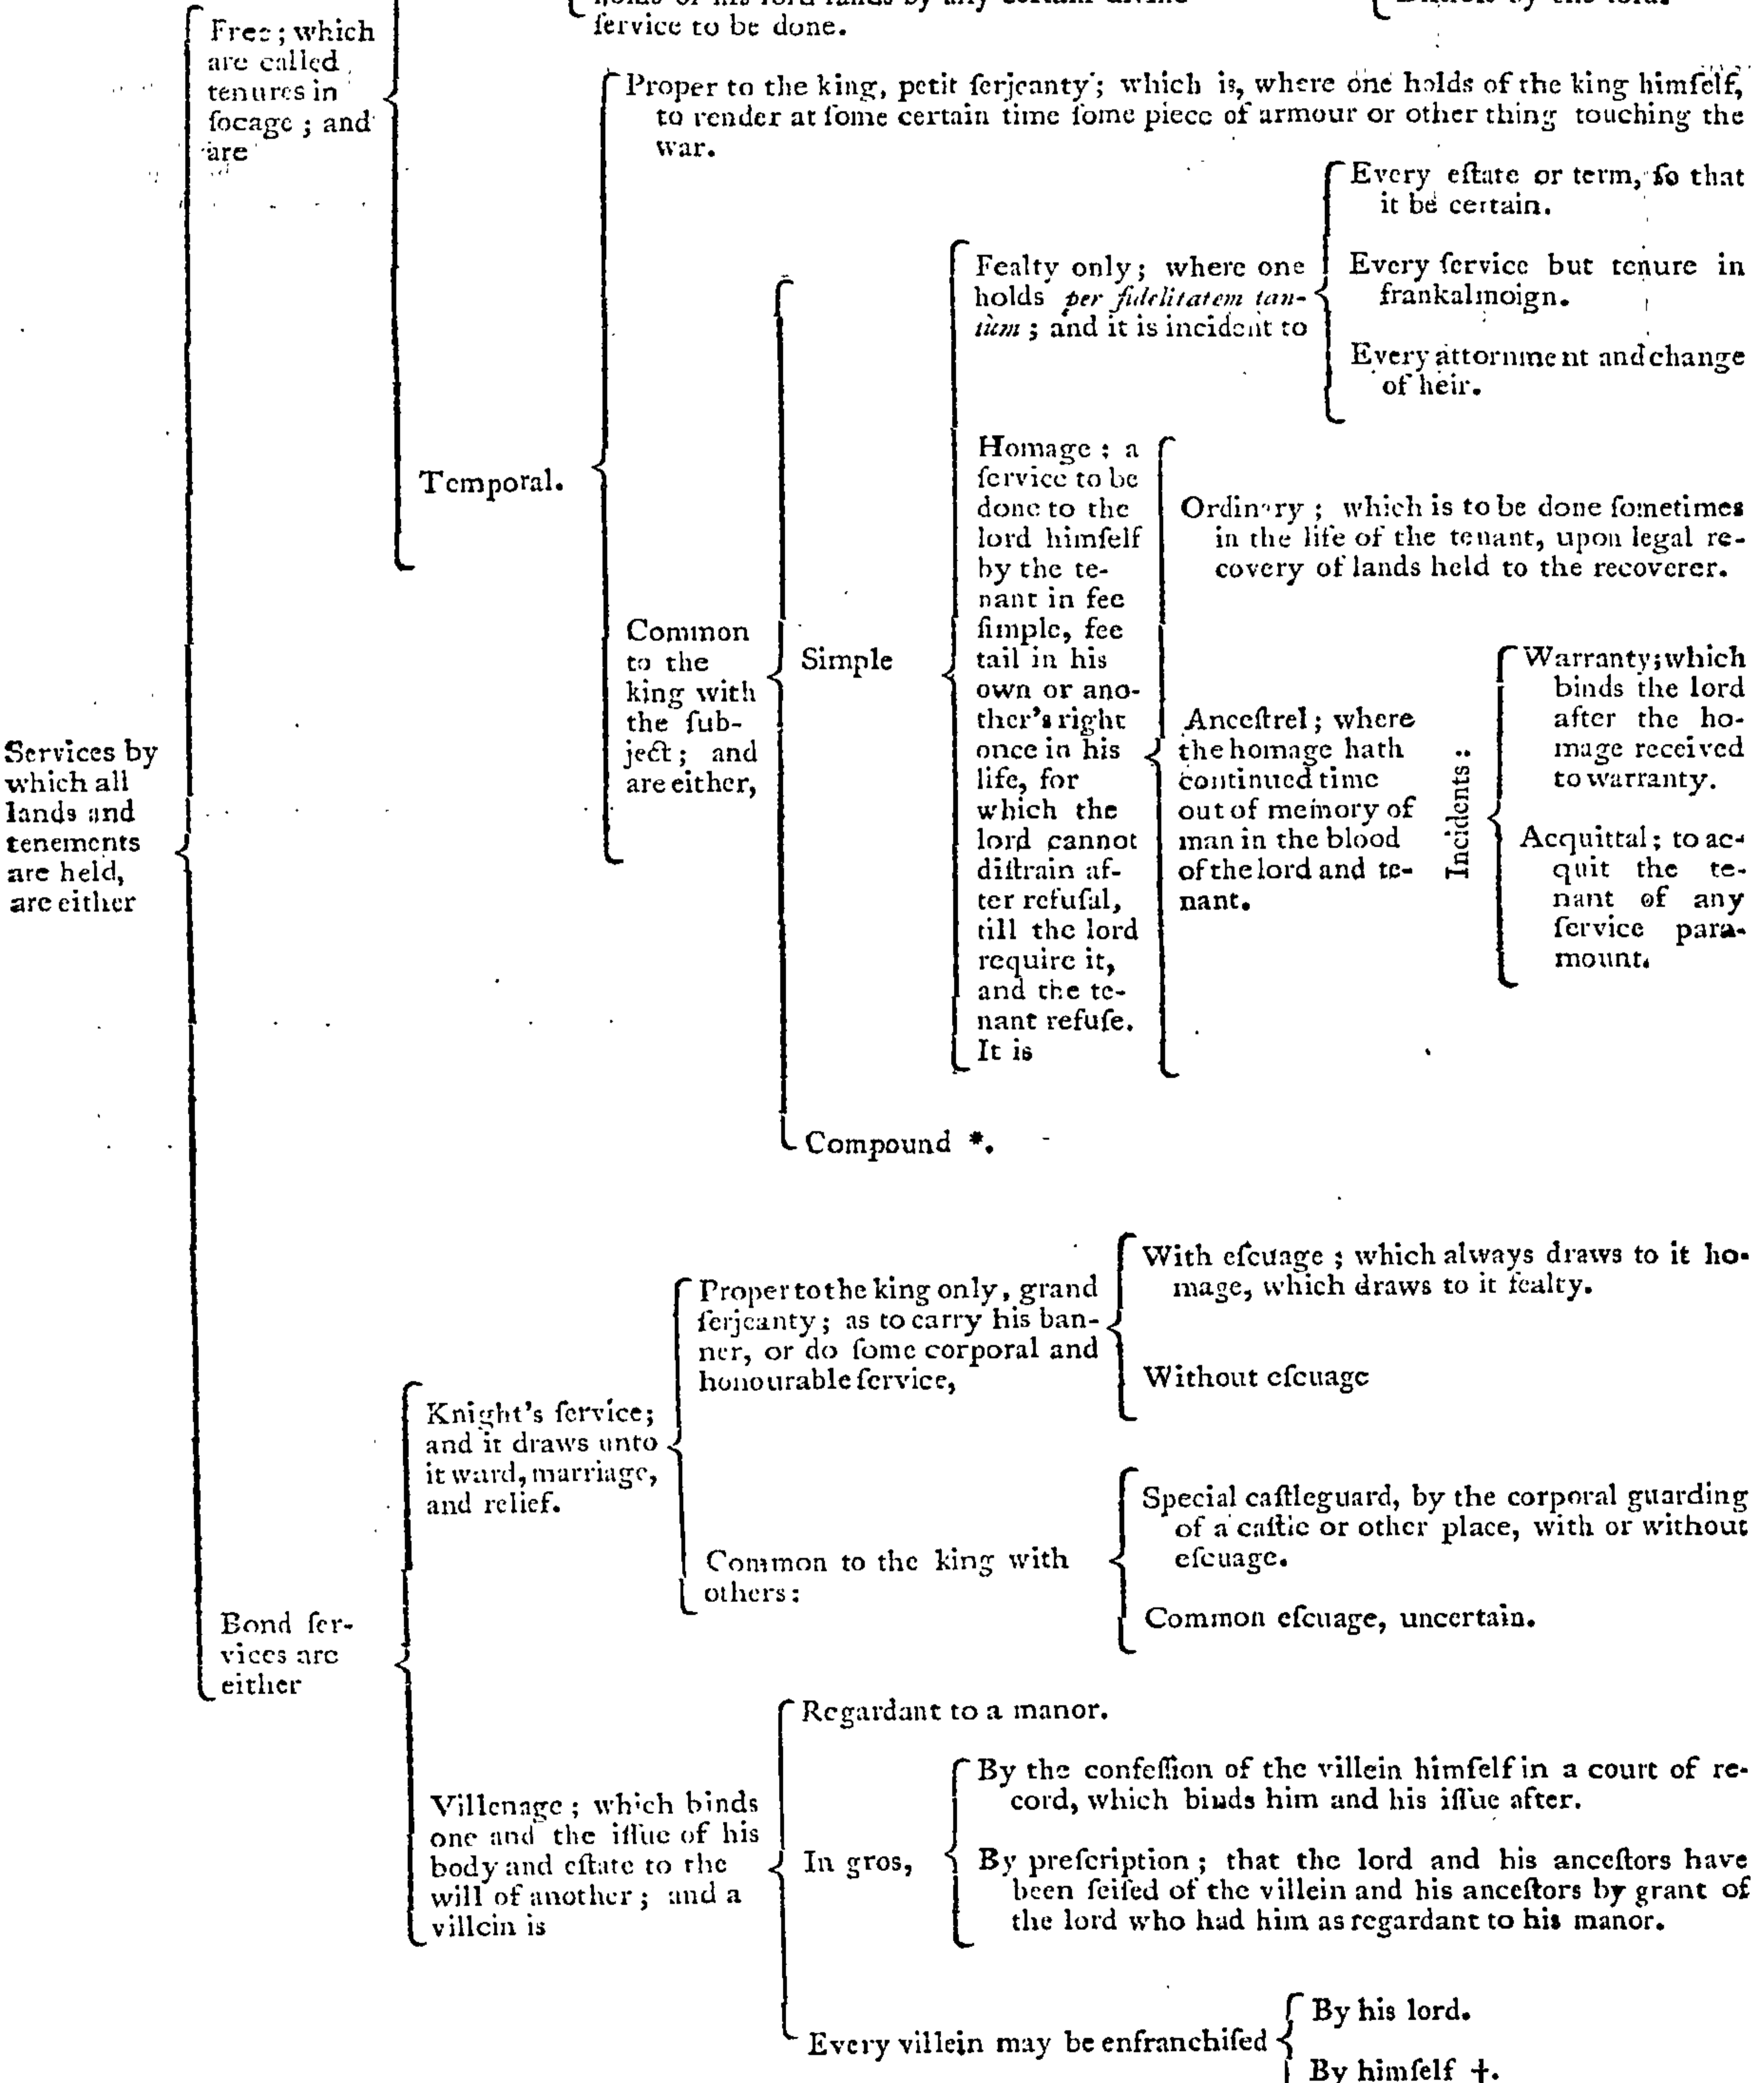 ſervice to be done.
Free; which
are called
tenures in
ſocage; and
are
Proper to the king, petit ſerjeanty; which is, where one holds of the king himſelf,
to render at ſome certain time ſome piece of armour or other thing touching the
war.
Every eſtate or term, ſo that
it be certain.
Fealty only; where one
holds per fidelitatem tan-
tùm; and it is incident to
Every ſervice but tenure in
frankalmoign.
Every attornment and change
of heir.
Temporal.
Homage: a
ſervice to be
done to the
lord himſelf
by the te-
nant in fee
ſimple, fee
tail in his
own or ano-
ther's right
once in his
life, for
which the
lord cannot
diſtrain af-
ter refuſal,
till the lord
require it,
and the te-
nant refuſe.
It is
Ordinary; which is to be done ſometimes
in the life of the tenant, upon legal re-
covery of lands held to the recoverer.
Common
to the
king with
the ſub-
ject; and
are either,
Simple
Anceſtrel; where
the homage hath
continued time
out of memory of
man in the blood
of the lord and te-
nant.
Incidents:
Warranty; which
binds the lord
after the ho-
mage received
to warranty.
Acquittal; to ac-
quit the te-
nant of any
ſervice para-
mount.
Services by
which all
lands and
tenements
are held,
are either
Compound *.
With eſcuage; which always draws to it ho-
mage, which draws to it fealty.
Proper to the king only, grand
ſerjeanty; as to carry his ban-
ner, or do ſome corporal and
honourable ſervice,
Without eſcuage
Knight's ſervice;
and it draws unto
it ward, marriage,
and relief.
Special caſtleguard, by the corporal guarding
of a caſtle or other place, with or without
eſcuage.
Common to the king with
others:
Common eſcuage, uncertain.
Bond ſer-
vices are
either
Regardant to a manor.
By the confeſſion of the villein himſelf in a court of re-
cord, which binds him and his iſſue after.
Villenage; which binds
one and the iſſue of his
body and eſtate to the
will of another; and a
villein is
In gros,
By preſcription; that the lord and his anceſtors have
been ſeiſed of the villein and his anceſtors by grant of
the lord who had him as regardant to his manor.
Every villein may be enfranchiſed
By his lord.
By himſelf †.